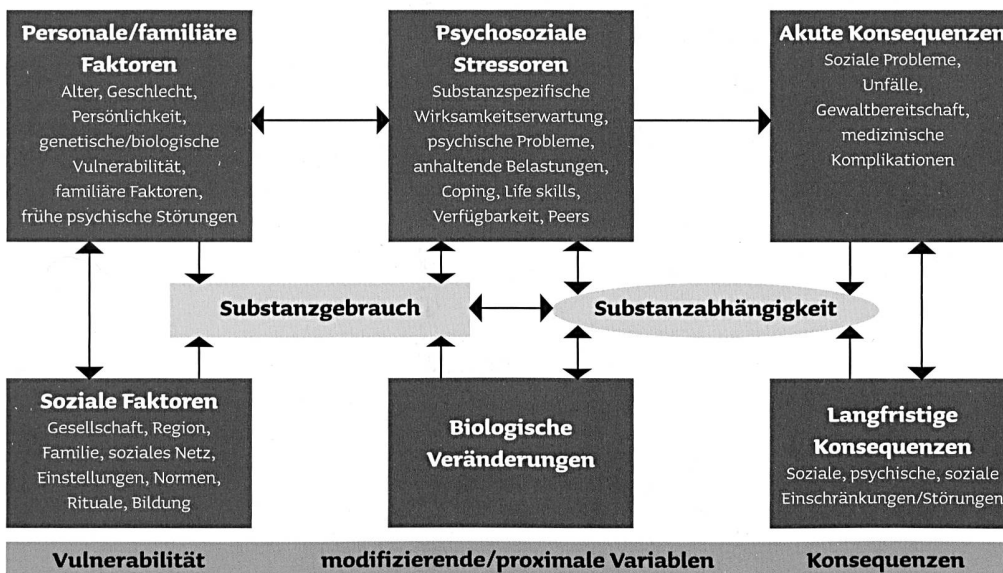 Personale/familiäre
Faktoren
Alter, Geschlecht,
Persönlichkeit,
genetische/biologische
Vulnerabilität,
familiäre Faktoren,
frühe psychische Störungen
Psychosoziale
Stressoren
Substanzspezifische
Wirksamkeitserwartung,
psychische Probleme,
anhaltende Belastungen,
Coping, Life skills,
Verfügbarkeit, Peers
Akute Konsequenzen
Soziale Probleme,
Unfälle,
Gewaltbereitschaft,
medizinische
Komplikationen
Substanzgebrauch
Substanzabhängigkeit
Soziale Faktoren
Gesellschaft, Region,
Familie, soziales Netz,
Einstellungen, Normen,
Rituale, Bildung
Biologische
Veränderungen
Langfristige
Konsequenzen
Soziale, psychische, soziale
Einschränkungen/Störungen
Vulnerabilität
modifizierende/proximale Variablen
Konsequenzen